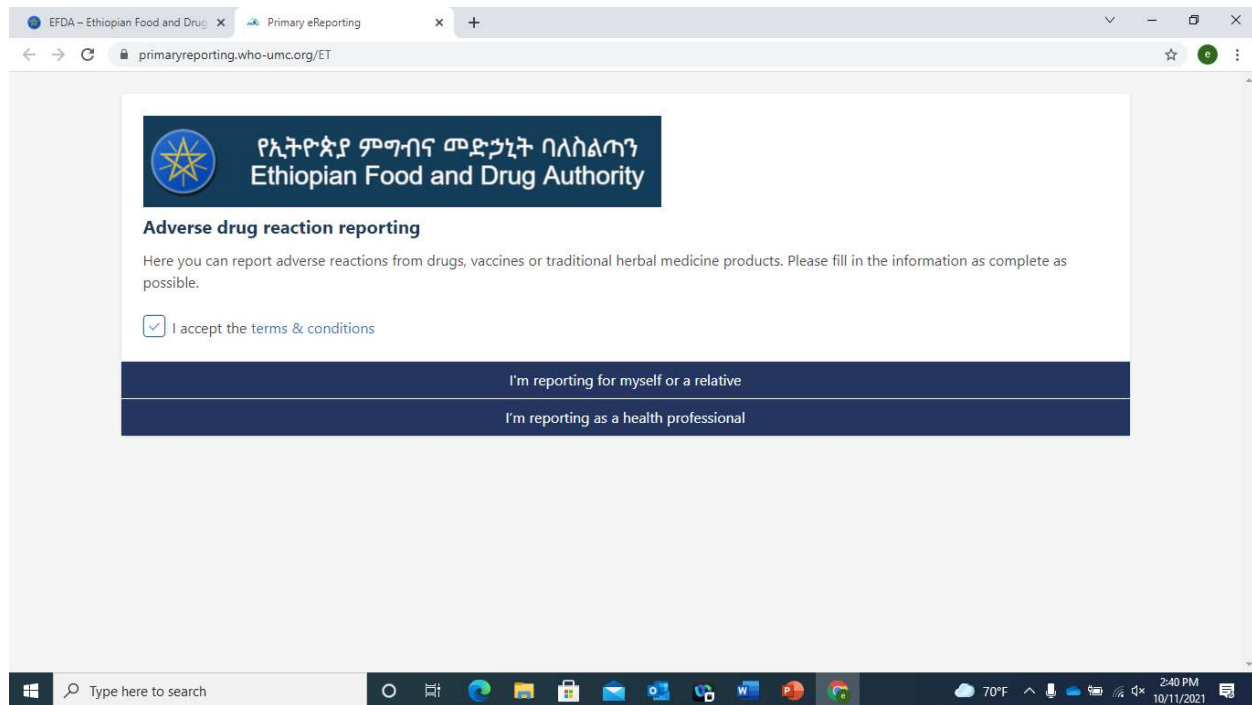 EFDA – Ethiopian Food and Drug
Primary eReporting
primaryreporting.who-umc.org/ET
e
የኢትዮጵያ ምግብና መድኃኒት ባለስልጣን
Ethiopian Food and Drug Authority
Adverse drug reaction reporting
Here you can report adverse reactions from drugs, vaccines or traditional herbal medicine products. Please fill in the information as complete as
possible.
I accept the terms & conditions
I'm reporting for myself or a relative
I'm reporting as a health professional
Type here to search
70°F
2:40 PM
10/11/2021